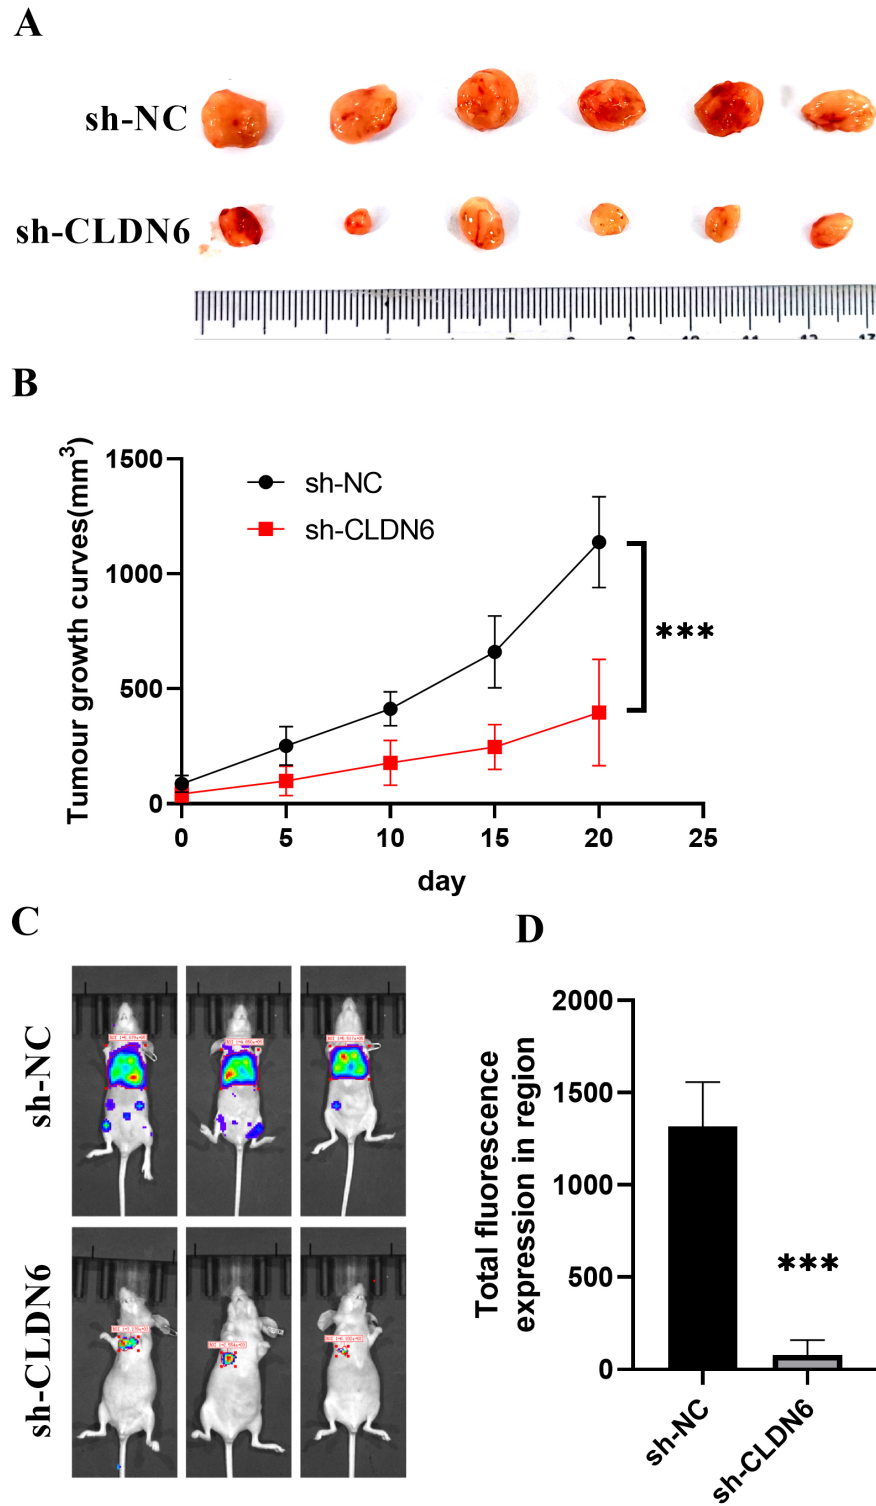 A
sh-NC
sh-CLDN6
10
B
Tumour growth curves(mm³)
1500
1000
500
0
sh-NC
sh-CLDN6
***
0 5 10 15 20 25
day
C
sh-NC
sh-CLDN6
D
Total fluorescence
expression in region
2000
1500
1000
500
0
***
sh-NC
sh-CLDN6